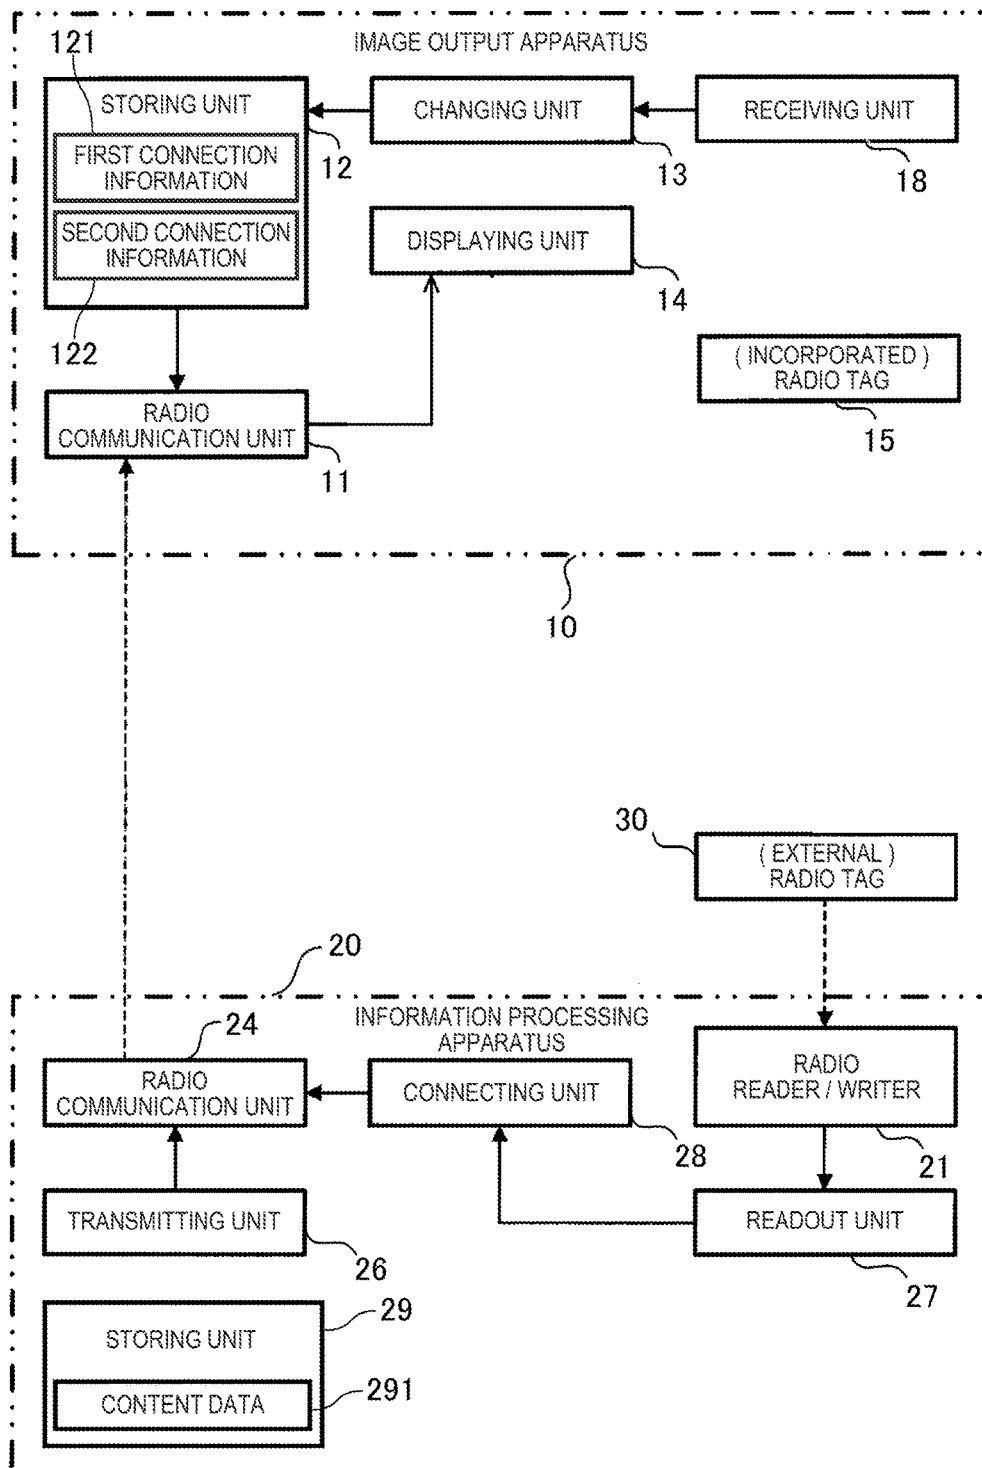 IMAGE OUTPUT APPARATUS
121
STORING UNIT
FIRST CONNECTION
INFORMATION
SECOND CONNECTION
INFORMATION
122
12
CHANGING UNIT
13
RECEIVING UNIT
18
DISPLAYING UNIT
14
( INCORPORATED )
RADIO TAG
15
RADIO
COMMUNICATION UNIT
11
10
30
( EXTERNAL )
RADIO TAG
20
INFORMATION PROCESSING
APPARATUS
24
RADIO
COMMUNICATION UNIT
CONNECTING UNIT
28
RADIO
READER / WRITER
21
TRANSMITTING UNIT
26
READOUT UNIT
27
29
STORING UNIT
CONTENT DATA
291